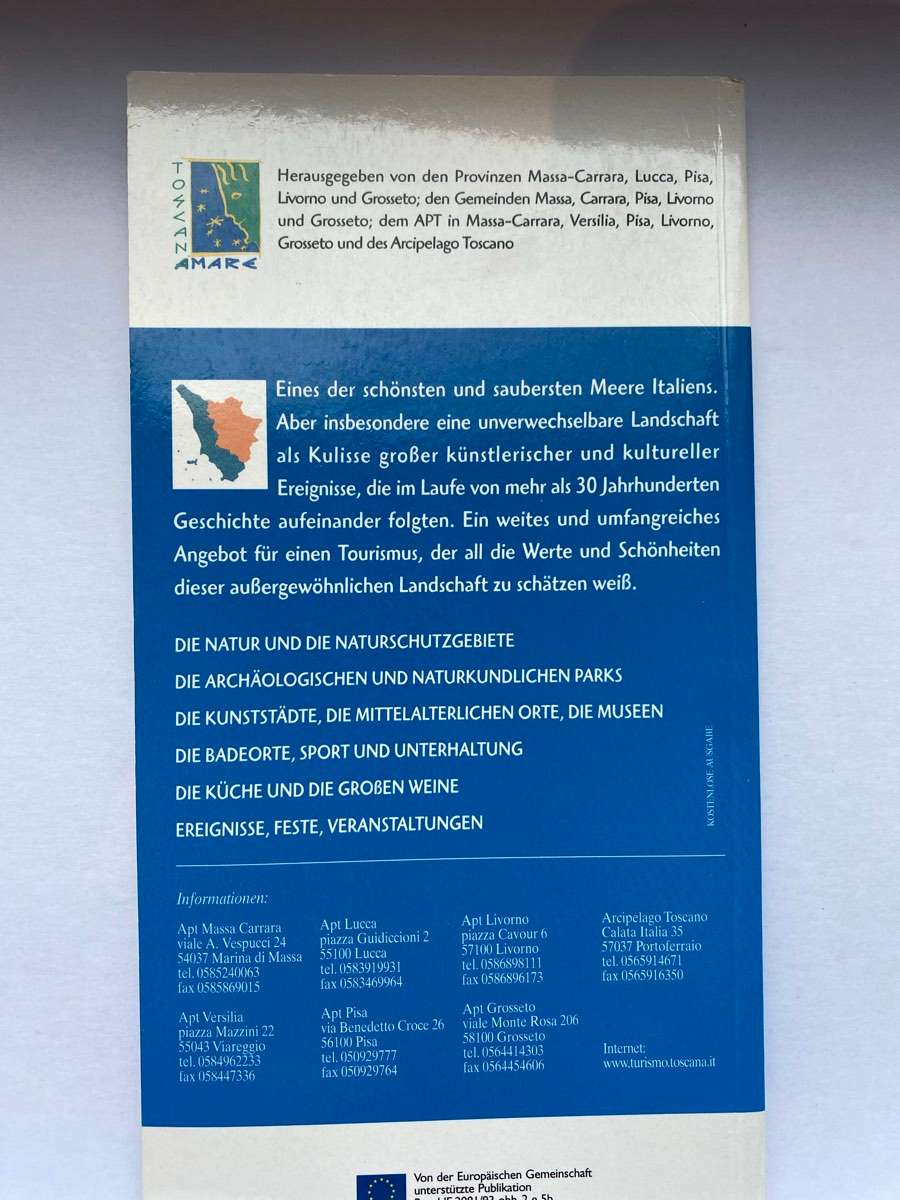 TOSCANA
AMARE
Herausgegeben von den Provinzen Massa-Carrara, Lucca, Pisa,
Livorno und Grosseto; den Gemeinden Massa, Carrara, Pisa, Livorno
und Grosseto; dem APT in Massa-Carrara, Versilia, Pisa, Livorno,
Grosseto und des Arcipelago Toscano
Eines der schönsten und saubersten Meere Italiens.
Aber insbesondere eine unverwechselbare Landschaft
als Kulisse großer künstlerischer und kultureller
Ereignisse, die im Laufe von mehr als 30 Jahrhunderten
Geschichte aufeinander folgten. Ein weites und umfangreiches
Angebot für einen Tourismus, der all die Werte und Schönheiten
dieser außergewöhnlichen Landschaft zu schätzen weiß.
DIE NATUR UND DIE NATURSCHUTZGEBIETE
DIE ARCHÄOLOGISCHEN UND NATURKUNDLICHEN PARKS
DIE KUNSTSTÄDTE, DIE MITTELALTERLICHEN ORTE, DIE MUSEEN
DIE BADEORTE, SPORT UND UNTERHALTUNG
DIE KÜCHE UND DIE GROßEN WEINE
EREIGNISSE, FESTE, VERANSTALTUNGEN
KOSTENLOSE AUSGABE
Informationen:
Apt Massa Carrara
viale A. Vespucci 24
54037 Marina di Massa
tel. 0585240063
fax 0585869015
Apt Lucca
piazza Guidiccioni 2
55100 Lucca
tel. 0583919931
fax 0583469964
Apt Livorno
piazza Cavour 6
57100 Livorno
tel. 0586898111
fax 0586896173
Arcipelago Toscano
Calata Italia 35
57037 Portoferraio
tel. 0565914671
fax 0565916350
Apt Versilia
piazza Mazzini 22
55043 Viareggio
tel. 0584962233
fax 058447336
Apt Pisa
via Benedetto Croce 26
56100 Pisa
tel. 050929777
fax 050929764
Apt Grosseto
viale Monte Rosa 206
58100 Grosseto
tel. 0564414303
fax 0564454606
Internet:
www.turismo.toscana.it
Von der Europäischen Gemeinschaft
unterstützte Publikation